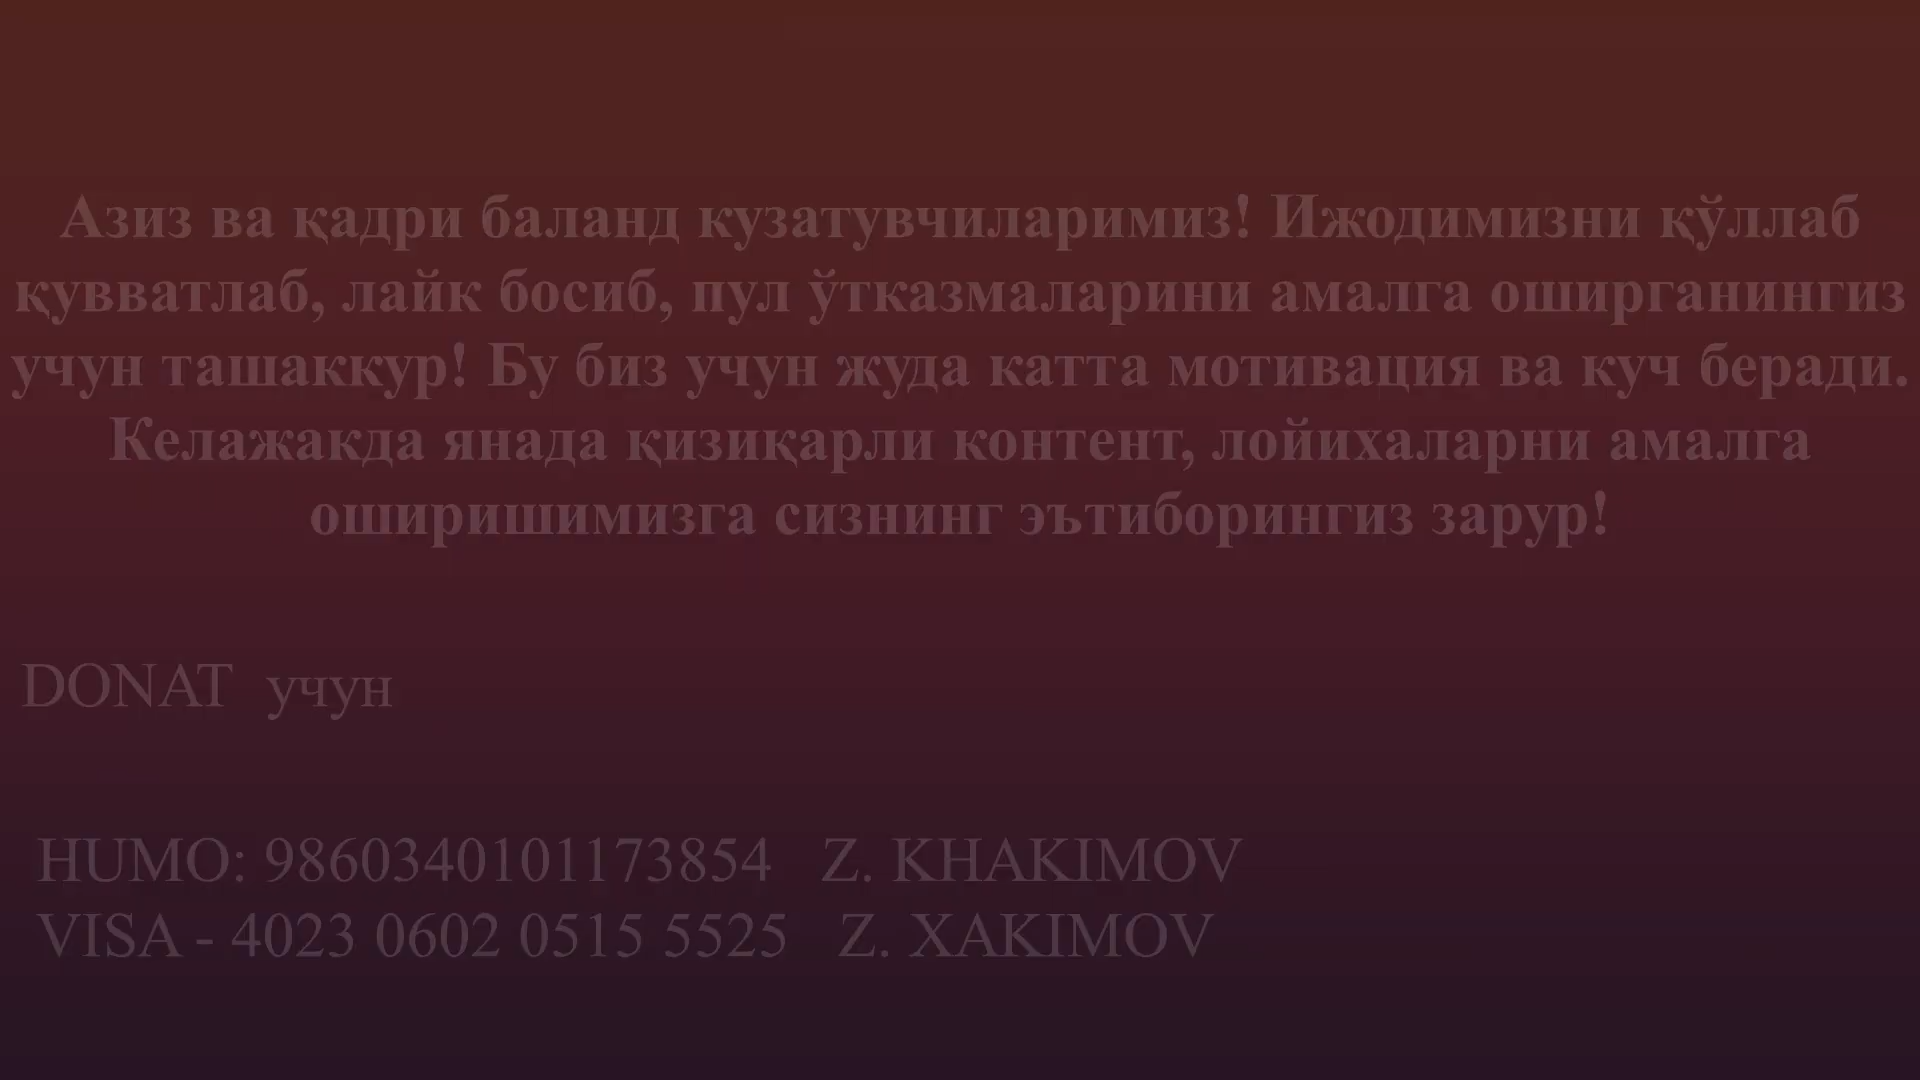 Азиз ва қадри баланд кузатувчиларимиз! Ижодимизни қўллаб
қувватлаб, лайк босиб, пул ўтказмаларини амалга оширганингиз
учун ташаккур! Бу биз учун жуда катта мотивация ва куч беради.
Келажакда янада қизиқарли контент, лойихаларни амалга
оширишимизга сизнинг эътиборингиз зарур!
DONAT учун
HUMO: 9860340101173854 Z. KHAKIMOV
VISA - 4023 0602 0515 5525 Z. XAKIMOV